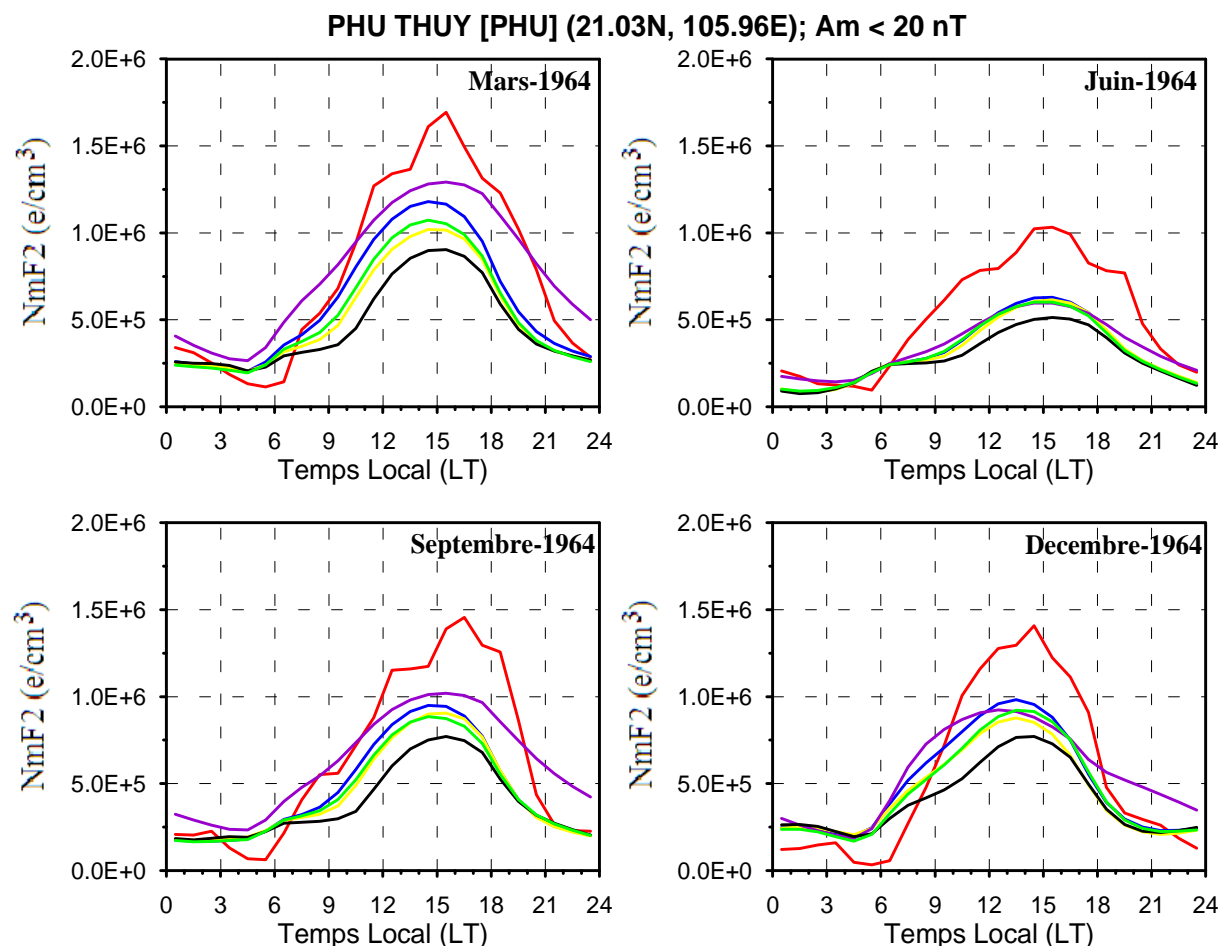 PHU THUY [PHU] (21.03N, 105.96E); Am < 20 nT
Mars-1964
NmF2 (e/cm³)
2.0E+6
1.5E+6
1.0E+6
5.0E+5
0.0E+0
0 3 6 9 12 15 18 21 24
Temps Local (LT)
Juin-1964
NmF2 (e/cm³)
2.0E+6
1.5E+6
1.0E+6
5.0E+5
0.0E+0
0 3 6 9 12 15 18 21 24
Temps Local (LT)
Septembre-1964
NmF2 (e/cm³)
2.0E+6
1.5E+6
1.0E+6
5.0E+5
0.0E+0
0 3 6 9 12 15 18 21 24
Temps Local (LT)
Decembre-1964
NmF2 (e/cm³)
2.0E+6
1.5E+6
1.0E+6
5.0E+5
0.0E+0
0 3 6 9 12 15 18 21 24
Temps Local (LT)